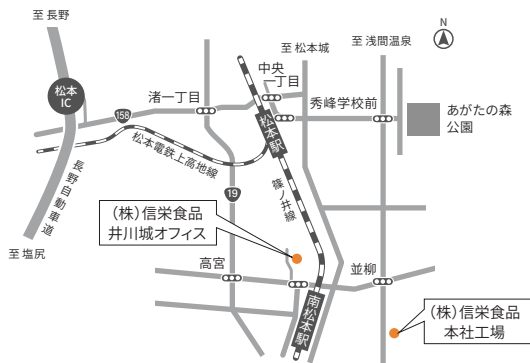 至 長野
N
至 松本城
至 浅間温泉
中央
一丁目
松本
IC
渚一丁目
秀峰学校前
158
あがたの森
公園
松本駅
松本電鉄上高地線
長野自動車道
19
篠ノ井線
(株)信栄食品
井川城オフィス
至 塩尻
高宮
並柳
南松本駅
(株)信栄食品
本社工場